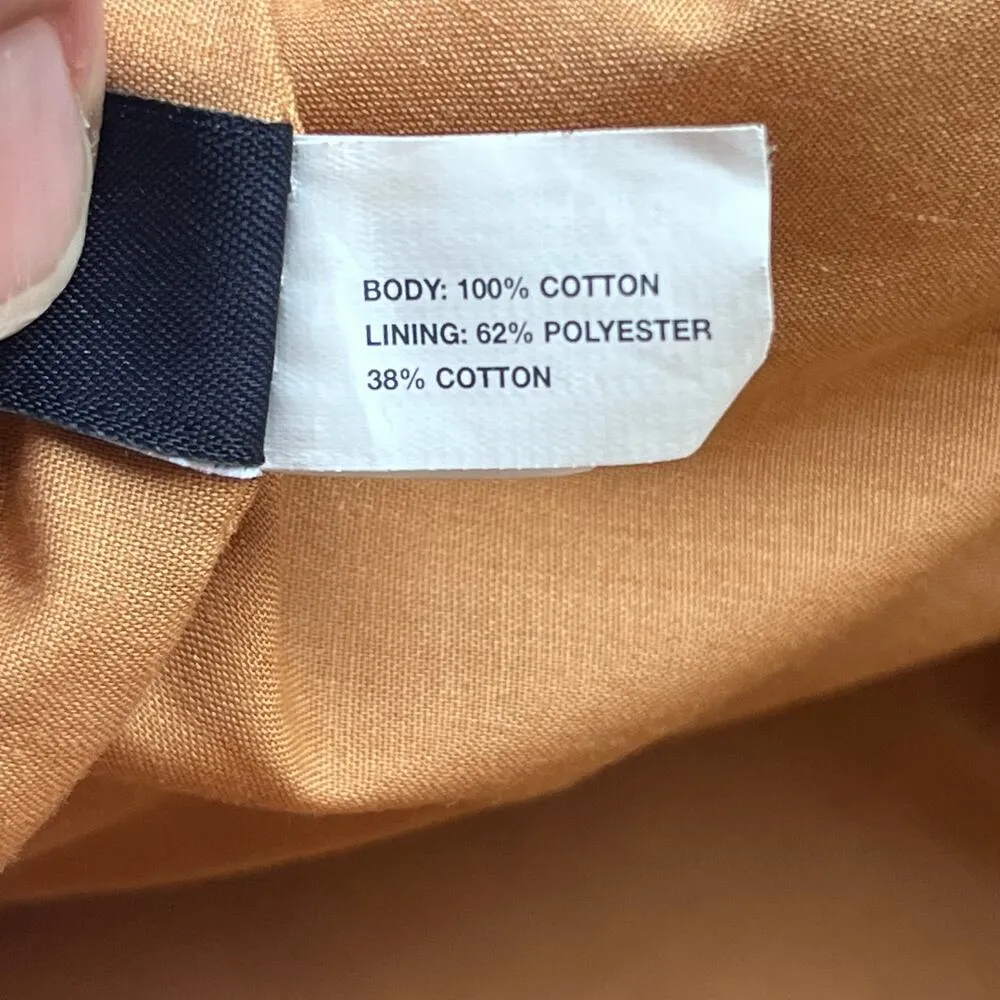 BODY: 100% COTTON
LINING: 62% POLYESTER
38% COTTON